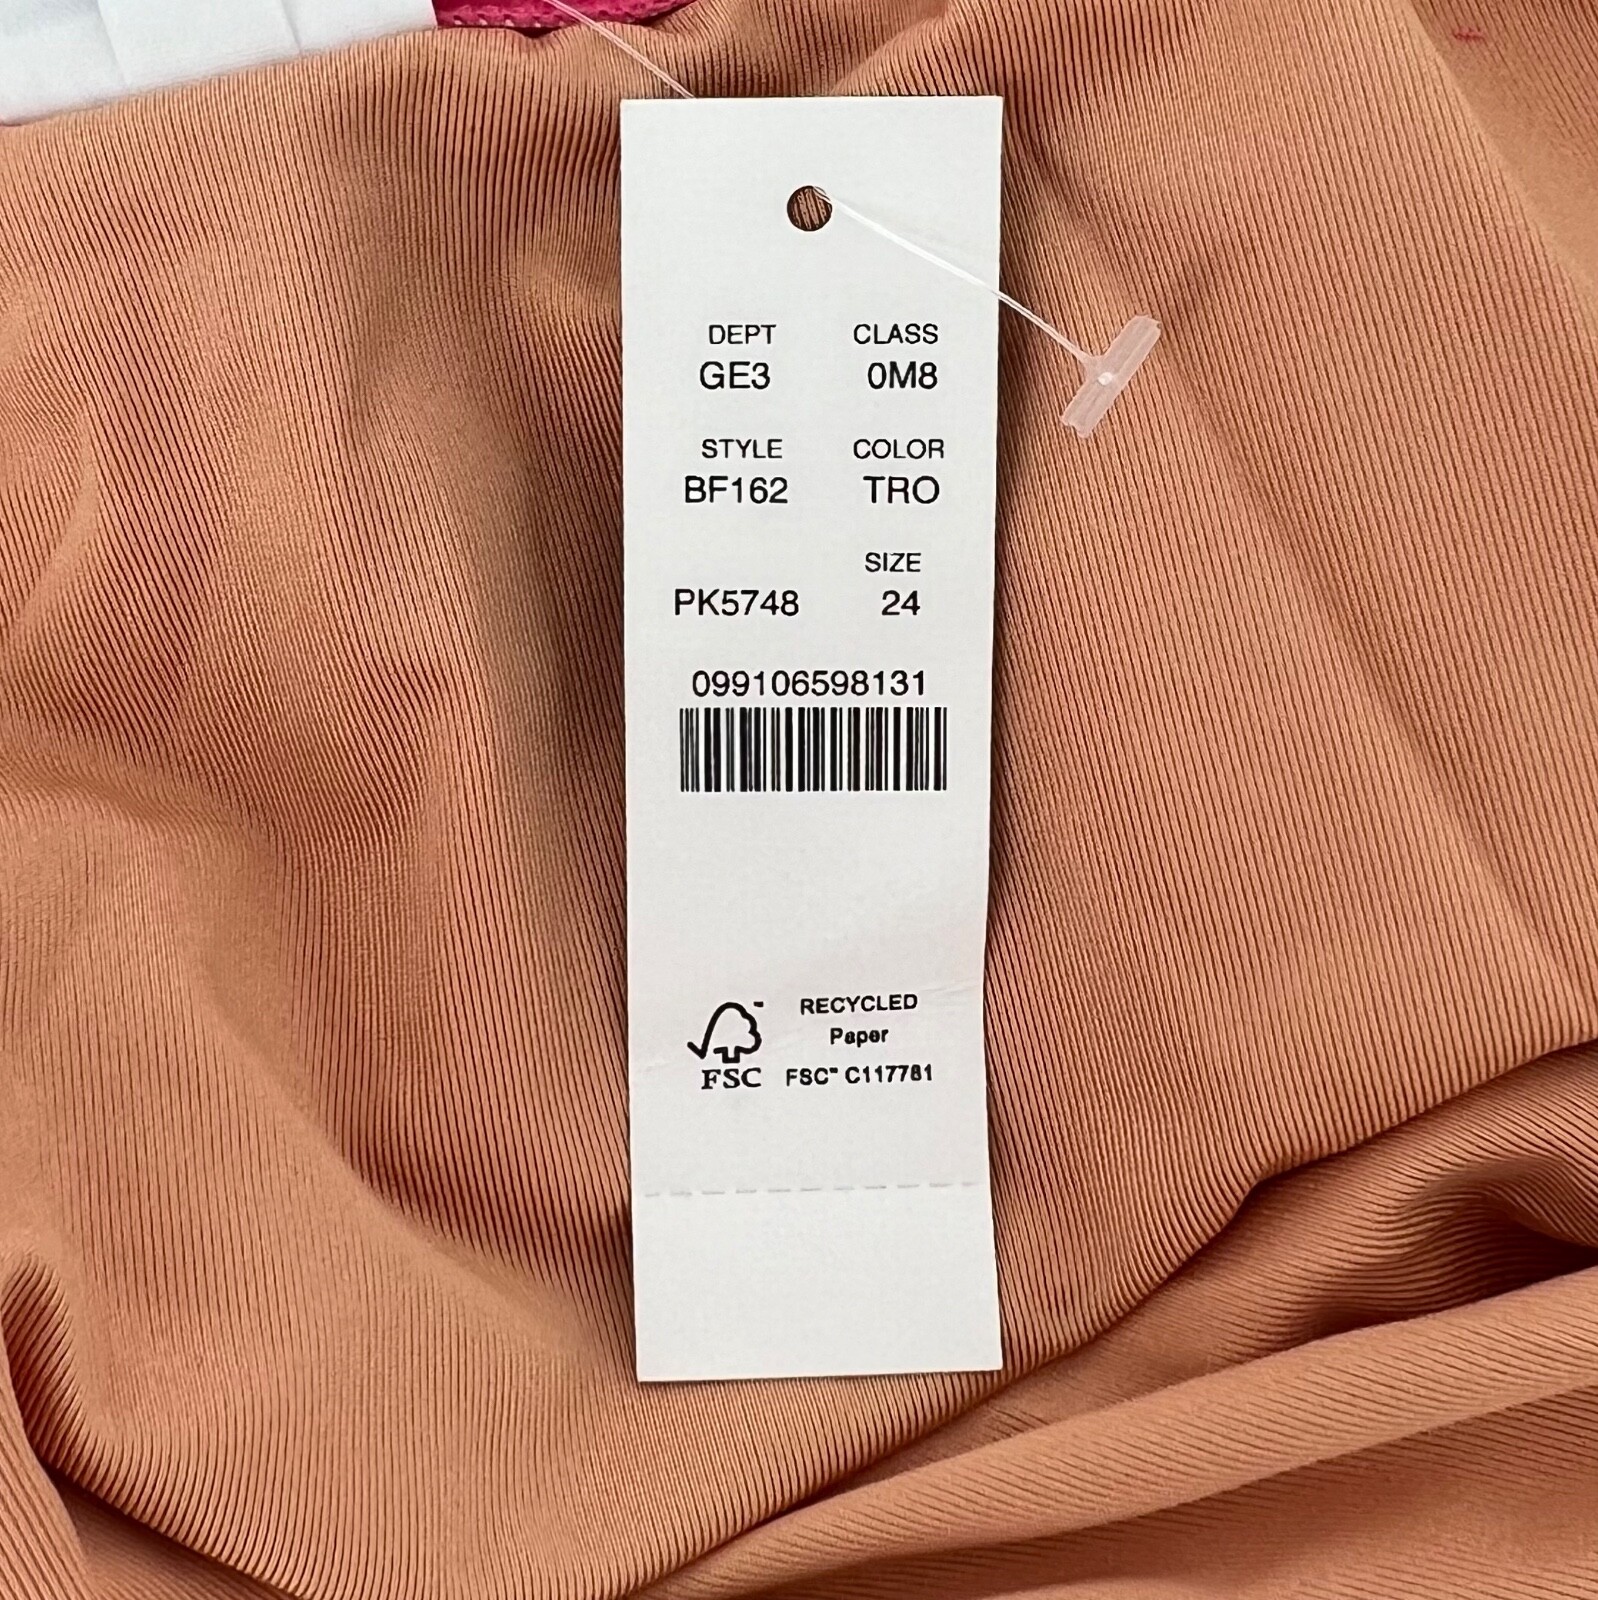 DEPT CLASS
GE3 0M8
STYLE COLOR
BF162 TRO
SIZE
PK5748 24
099106598131
RECYCLED
Paper
FSC™ C117781
FSC